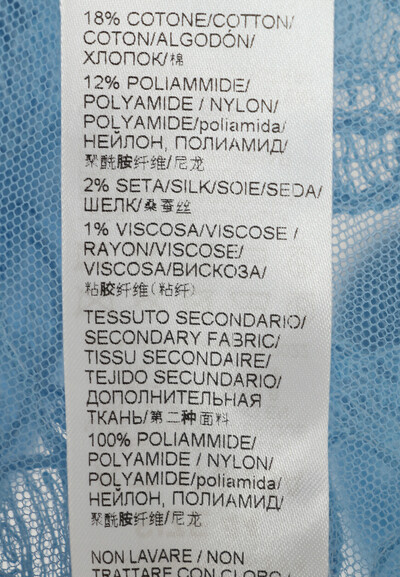 18% COTONE/COTTON/
COTON/ALGODÓN/
ХЛОПОК/棉
12% POLIAMMIDE/
POLYAMIDE / NYLON/
POLYAMIDE/poliamida/
НЕЙЛОН, ПОЛИАМИД/
聚酰胺纤维/尼龙
2% SETA/SILK/SOIE/SEDA/
ШЕЛК/桑蚕丝
1% VISCOSA/VISCOSE /
RAYON/VISCOSE/
VISCOSA/ВИСКОЗА/
粘胶纤维(粘纤)
TESSUTO SECONDARIO/
SECONDARY FABRIC/
TISSU SECONDAIRE/
TEJIDO SECUNDARIO/
ДОПОЛНИТЕЛЬНАЯ
ТКАНЬ/第二种面料
100% POLIAMMIDE/
POLYAMIDE / NYLON/
POLYAMIDE/poliamida/
НЕЙЛОН, ПОЛИАМИД/
聚酰胺纤维/尼龙
NON LAVARE / NON
TRATTARE CON CLORO /